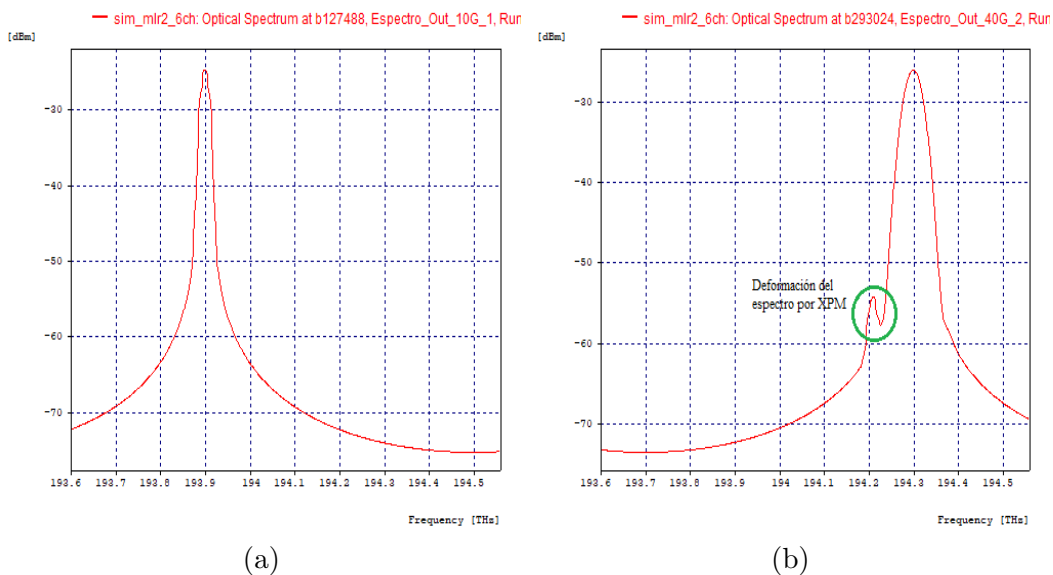 sim_mlr2_6ch: Optical Spectrum at b127488, Espectro_Out_10G_1, Run
[dBm]
-30
-40
-50
-60
-70
193.6 193.7 193.8 193.9 194 194.1 194.2 194.3 194.4 194.5
Frequency [THs]
(a)
sim_mlr2_6ch: Optical Spectrum at b293024, Espectro_Out_40G_2, Run
[dBm]
-30
-40
-50
-60
-70
Deformación del
espectro por XPM
193.6 193.7 193.8 193.9 194 194.1 194.2 194.3 194.4 194.5
Frequency [THs]
(b)